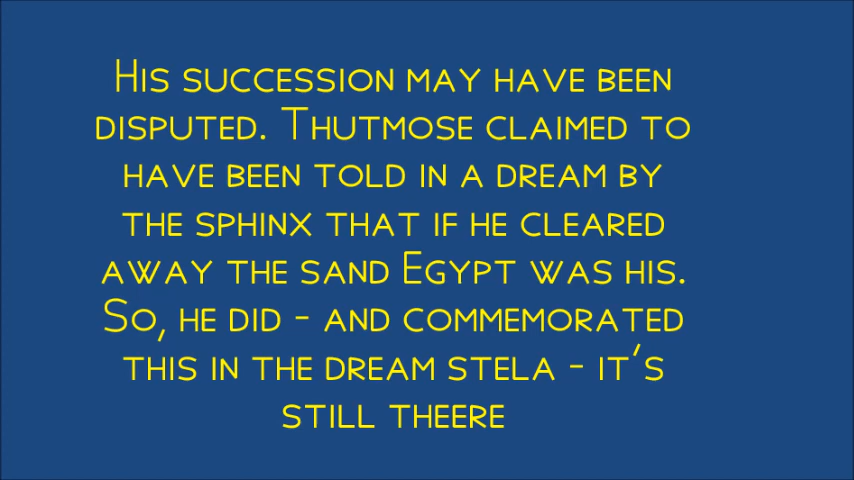 His succession may have been
disputed. Thutmose claimed to
have been told in a dream by
the sphinx that if he cleared
away the sand Egypt was his.
So, he did - and commemorated
this in the dream stela - it's
still theere